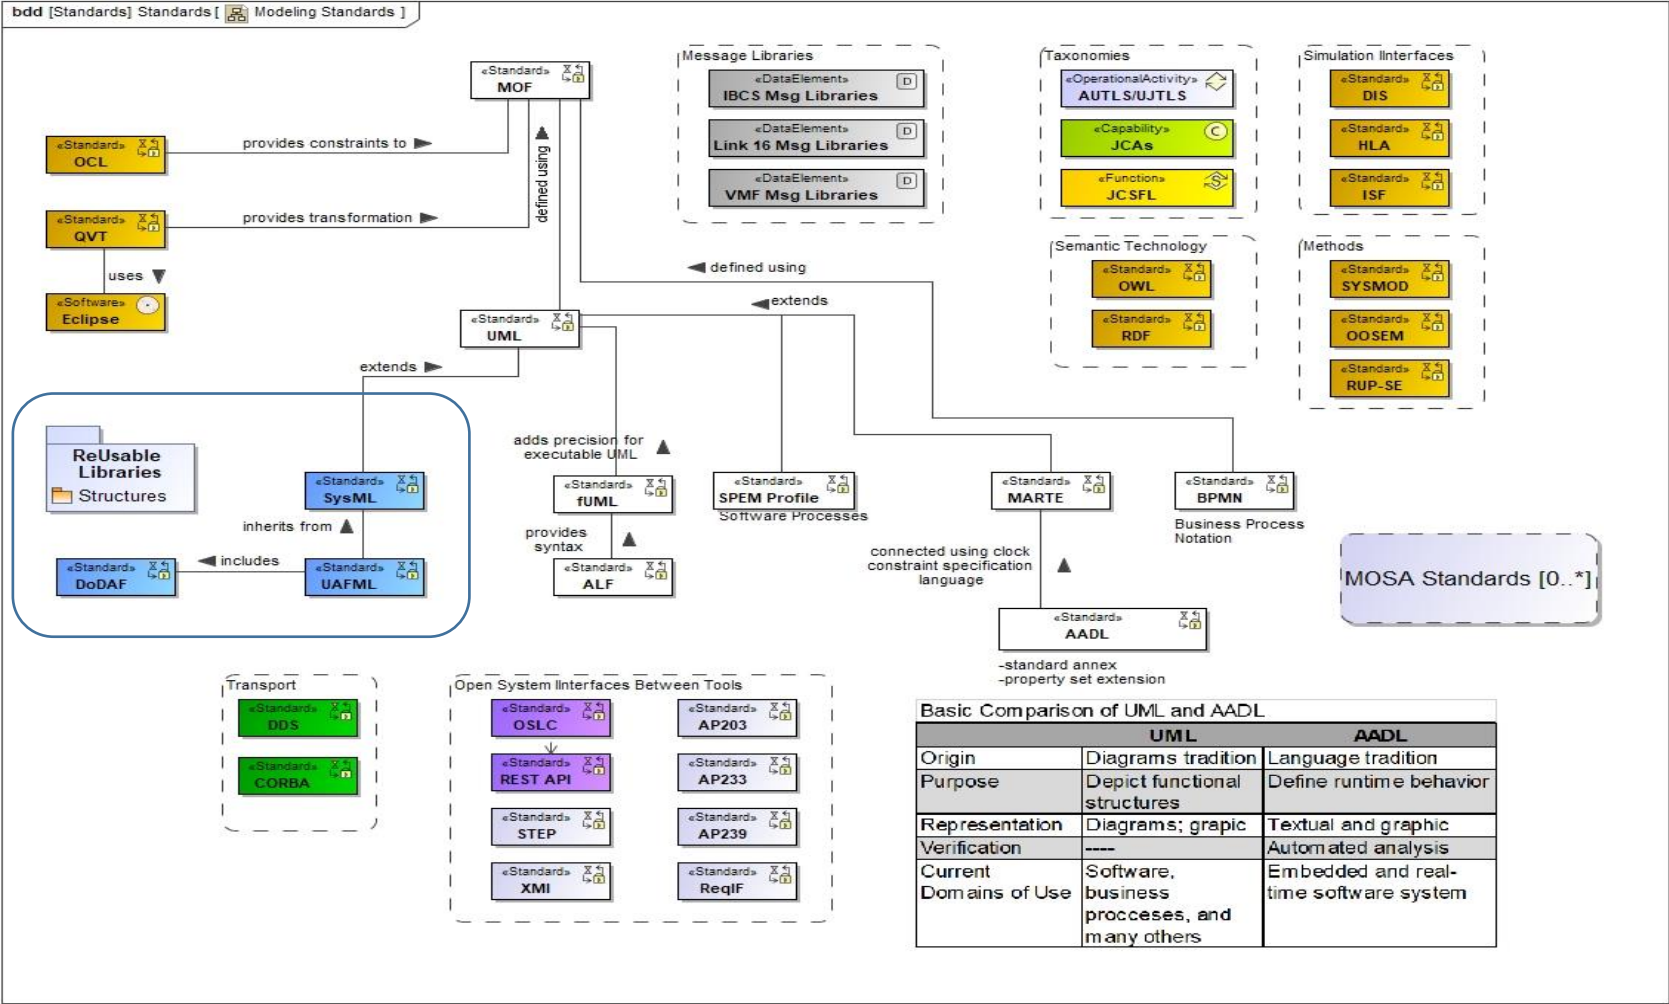 bdd [Standards] Standards [ Modeling Standards ]
«Standard»
MOF
«Standard»
OCL
provides constraints to
«Standard»
QVT
provides transformation
defined using
uses
«Software»
Eclipse
Message Libraries
«DataElement»
D
IBCS Msg Libraries
«DataElement»
D
Link 16 Msg Libraries
«DataElement»
D
VMF Msg Libraries
Taxonomies
«OperationalActivity»
AUTLS/UJTLS
«Capability»
C
JCAs
«Function»
S
JCSFL
Simulation IInterfaces
«Standard»
DIS
«Standard»
HLA
«Standard»
ISF
Semantic Technology
«Standard»
OWL
«Standard»
RDF
Methods
«Standard»
SYSMOD
«Standard»
OOSEM
«Standard»
RUP-SE
defined using
extends
«Standard»
UML
extends
ReUsable
Libraries
Structures
«Standard»
SysML
inherits from
includes
«Standard»
DoDAF
«Standard»
UAFML
adds precision for
executable UML
«Standard»
fUML
provides
syntax
«Standard»
ALF
«Standard»
SPEM Profile
Software Processes
«Standard»
MARTE
«Standard»
BPMN
Business Process
Notation
connected using clock
constraint specification
language
«Standard»
AADL
-standard annex
-property set extension
MOSA Standards [0..*]
Transport
«Standard»
DDS
«Standard»
CORBA
Open System IInterfaces Between Tools
«Standard»
OSLC
«Standard»
REST API
«Standard»
STEP
«Standard»
XMI
«Standard»
AP203
«Standard»
AP233
«Standard»
AP239
«Standard»
ReqIF
Basic Comparison of UML and AADL
UML AADL
Origin Diagrams tradition Language tradition
Purpose Depict functional Define runtime behavior
structures
Representation Diagrams; grapic Textual and graphic
Verification ---- Automated analysis
Current Software, Embedded and real-
Domains of Use business time software system
procceses, and
many others